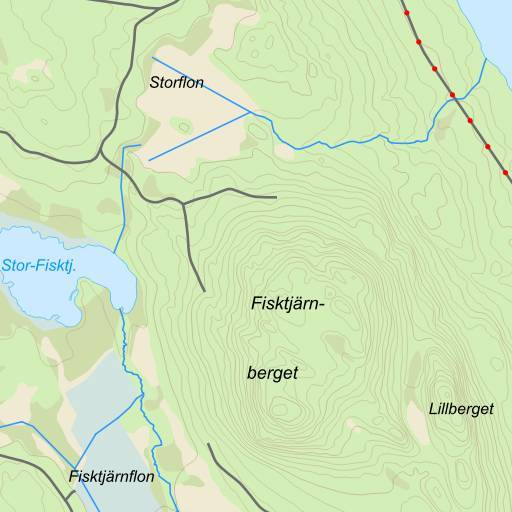 Storflon
Stor-Fisktj.
Fisktjärn-
berget
Lillberget
Fisktjärnflon